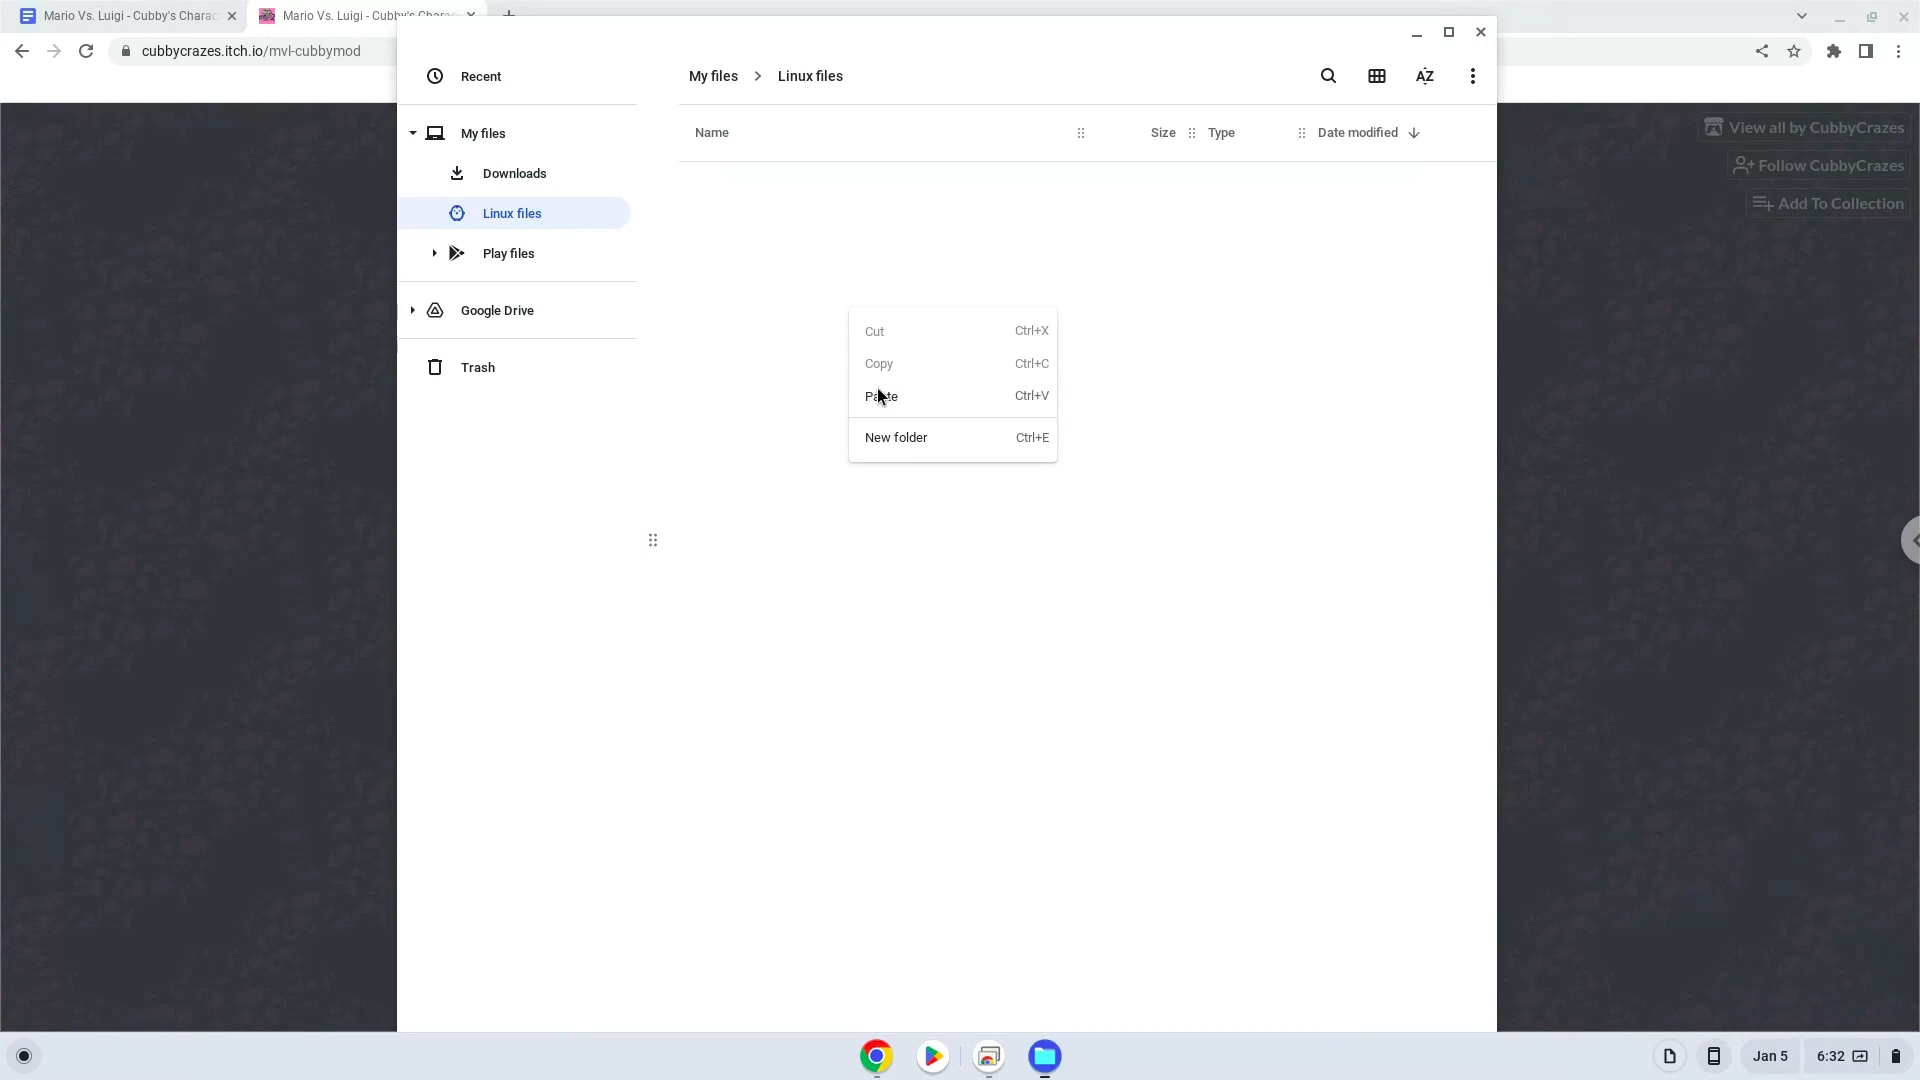 Mario Vs. Luigi - Cubby's Charac
Mario Vs. Luigi - Cubby's Charac
cubbycrazes.itch.io/mvl-cubbymod
Recent
My files
Downloads
Linux files
Play files
Google Drive
Trash
My files > Linux files
AZ
Name Size Type Date modified
Cut Ctrl+X
Copy Ctrl+C
Paste Ctrl+V
New folder Ctrl+E
View all by CubbyCrazes
Follow CubbyCrazes
Add To Collection
Jan 5 6:32